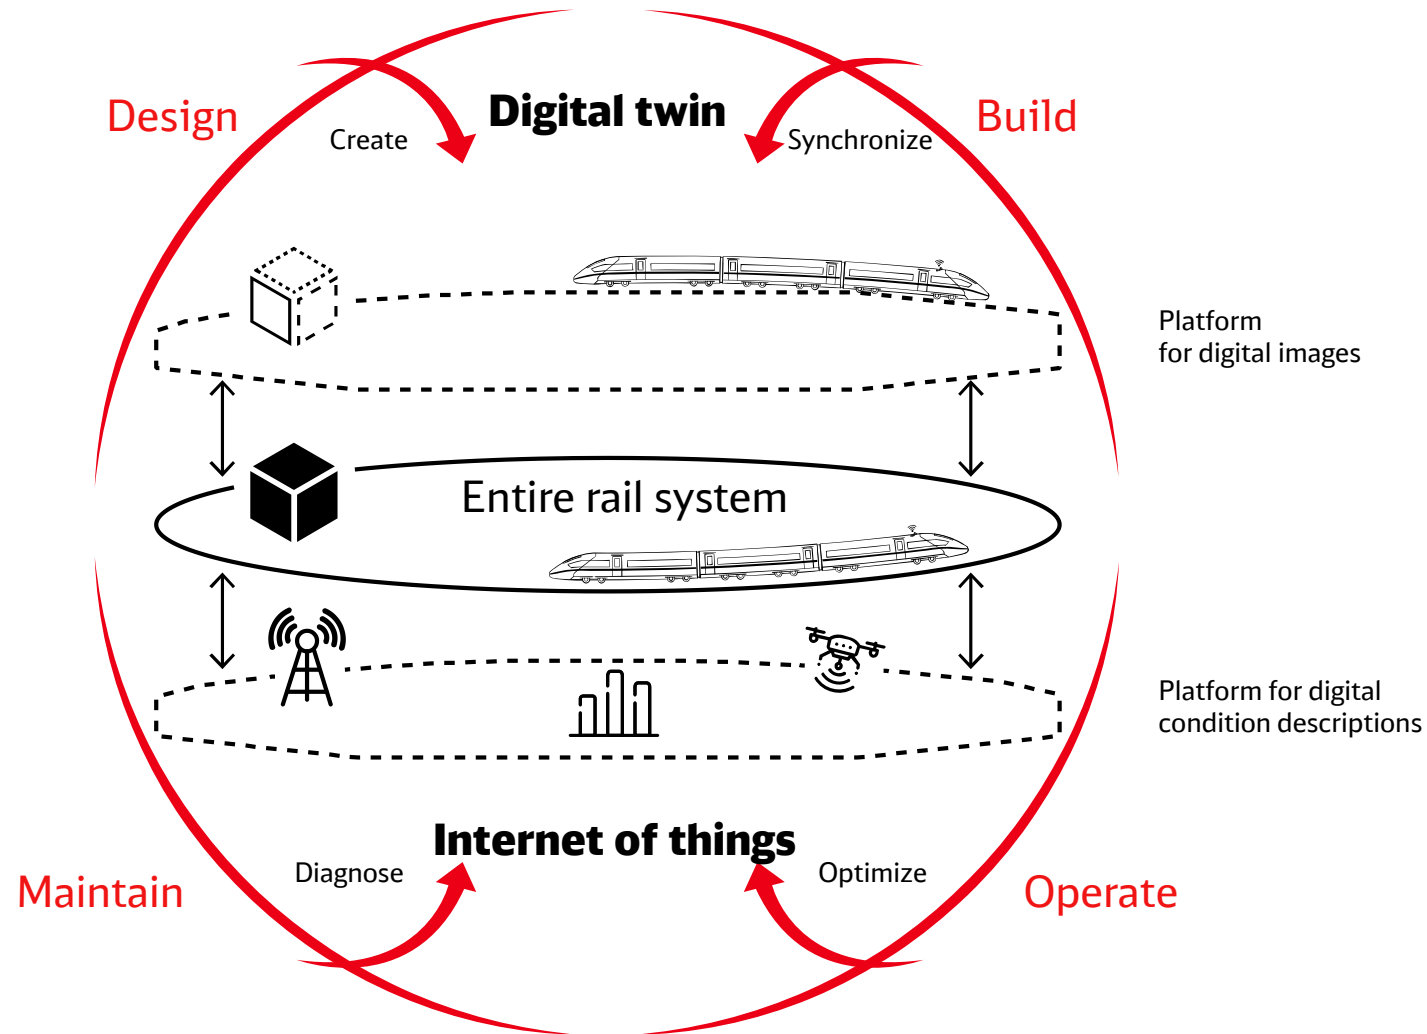 Design
Digital twin
Build
Create
Synchronize
Platform
for digital images
Entire rail system
Platform for digital
condition descriptions
Internet of things
Diagnose
Optimize
Maintain
Operate